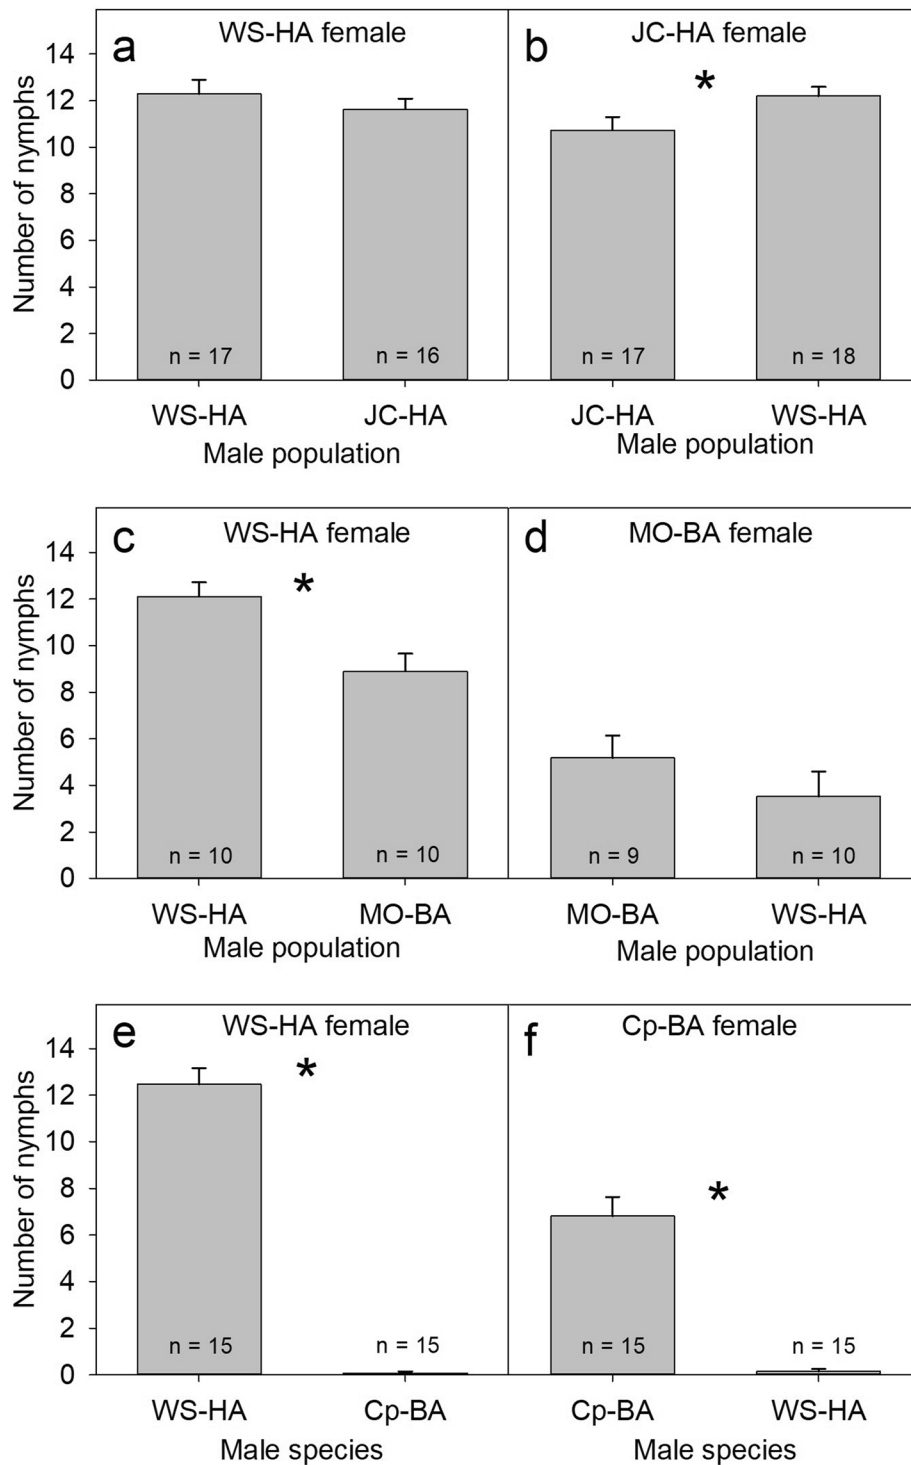 a
WS-HA female
b
JC-HA female
*
Number of nymphs
14
12
10
8
6
4
2
0
n = 17
n = 16
n = 17
n = 18
WS-HA
JC-HA
JC-HA
WS-HA
Male population
Male population
c
WS-HA female
d
MO-BA female
*
Number of nymphs
14
12
10
8
6
4
2
0
n = 10
n = 10
n = 9
n = 10
WS-HA
MO-BA
MO-BA
WS-HA
Male population
Male population
e
WS-HA female
f
Cp-BA female
*
*
Number of nymphs
14
12
10
8
6
4
2
0
n = 15
n = 15
n = 15
n = 15
WS-HA
Cp-BA
Cp-BA
WS-HA
Male species
Male species